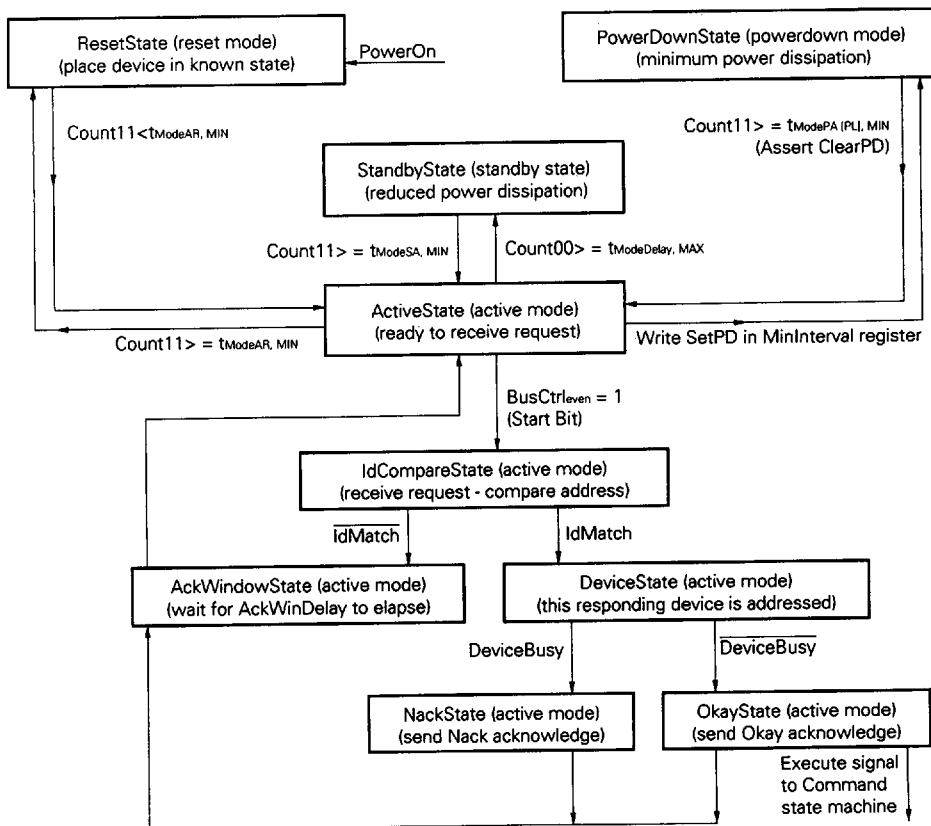 ResetState (reset mode)
(place device in known state)
PowerOn
PowerDownState (powerdown mode)
(minimum power dissipation)
Count11<tModeAR, MIN
Count11> = tModePA [PL], MIN
(Assert ClearPD)
StandbyState (standby state)
(reduced power dissipation)
Count11> = tModeSA, MIN
Count00> = tModeDelay, MAX
ActiveState (active mode)
(ready to receive request)
Count11> = tModeAR, MIN
Write SetPD in MinInterval register
BusCtrleven = 1
(Start Bit)
IdCompareState (active mode)
(receive request - compare address)
IdMatch
IdMatch
AckWindowState (active mode)
(wait for AckWinDelay to elapse)
DeviceState (active mode)
(this responding device is addressed)
DeviceBusy
DeviceBusy
NackState (active mode)
(send Nack acknowledge)
OkayState (active mode)
(send Okay acknowledge)
Execute signal
to Command
state machine